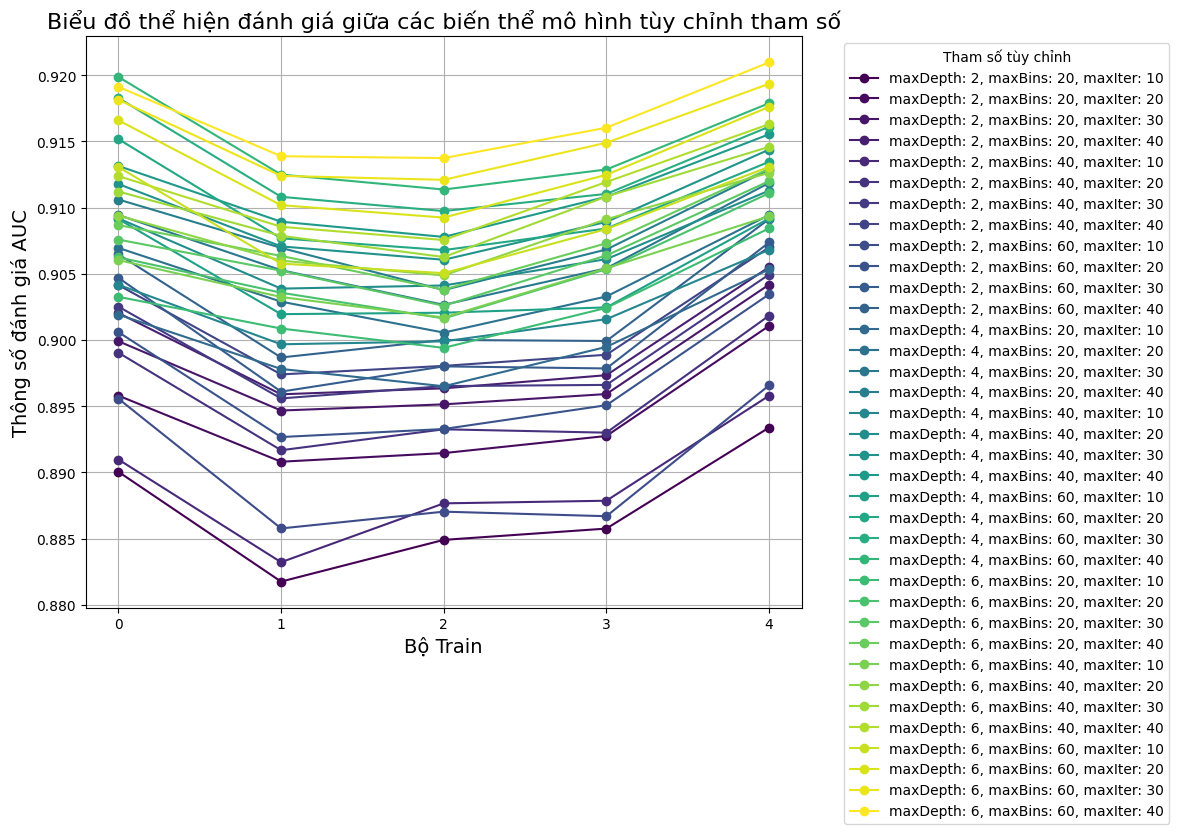 Biểu đồ thể hiện đánh giá giữa các biến thể mô hình tùy chỉnh tham số
Thông số đánh giá AUC
0.920
0.915
0.910
0.905
0.900
0.895
0.890
0.885
0.880
0 1 2 3 4
Bộ Train
Tham số tùy chỉnh
maxDepth: 2, maxBins: 20, maxIter: 10
maxDepth: 2, maxBins: 20, maxIter: 20
maxDepth: 2, maxBins: 20, maxIter: 30
maxDepth: 2, maxBins: 20, maxIter: 40
maxDepth: 2, maxBins: 40, maxIter: 10
maxDepth: 2, maxBins: 40, maxIter: 20
maxDepth: 2, maxBins: 40, maxIter: 30
maxDepth: 2, maxBins: 40, maxIter: 40
maxDepth: 2, maxBins: 60, maxIter: 10
maxDepth: 2, maxBins: 60, maxIter: 20
maxDepth: 2, maxBins: 60, maxIter: 30
maxDepth: 2, maxBins: 60, maxIter: 40
maxDepth: 4, maxBins: 20, maxIter: 10
maxDepth: 4, maxBins: 20, maxIter: 20
maxDepth: 4, maxBins: 20, maxIter: 30
maxDepth: 4, maxBins: 20, maxIter: 40
maxDepth: 4, maxBins: 40, maxIter: 10
maxDepth: 4, maxBins: 40, maxIter: 20
maxDepth: 4, maxBins: 40, maxIter: 30
maxDepth: 4, maxBins: 40, maxIter: 40
maxDepth: 4, maxBins: 60, maxIter: 10
maxDepth: 4, maxBins: 60, maxIter: 20
maxDepth: 4, maxBins: 60, maxIter: 30
maxDepth: 4, maxBins: 60, maxIter: 40
maxDepth: 6, maxBins: 20, maxIter: 10
maxDepth: 6, maxBins: 20, maxIter: 20
maxDepth: 6, maxBins: 20, maxIter: 30
maxDepth: 6, maxBins: 20, maxIter: 40
maxDepth: 6, maxBins: 40, maxIter: 10
maxDepth: 6, maxBins: 40, maxIter: 20
maxDepth: 6, maxBins: 40, maxIter: 30
maxDepth: 6, maxBins: 40, maxIter: 40
maxDepth: 6, maxBins: 60, maxIter: 10
maxDepth: 6, maxBins: 60, maxIter: 20
maxDepth: 6, maxBins: 60, maxIter: 30
maxDepth: 6, maxBins: 60, maxIter: 40